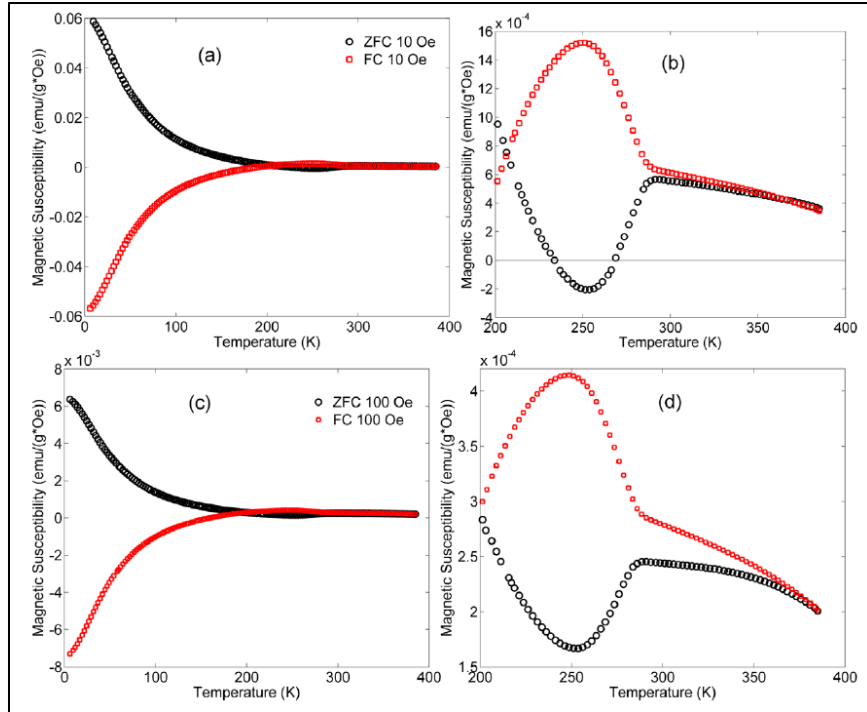 (a)
ZFC 10 Oe
FC 10 Oe
0.06
0.04
0.02
0
-0.02
-0.04
-0.06
0
100
200
300
400
Magnetic Susceptibility (emu/(g*Oe))
Temperature (K)
x 10⁻⁴
(b)
16
14
12
10
8
6
4
2
0
-2
-4
200
250
300
350
400
Magnetic Susceptibility (emu/(g*Oe))
Temperature (K)
x 10⁻³
(c)
ZFC 100 Oe
FC 100 Oe
8
6
4
2
0
-2
-4
-6
-8
0
100
200
300
400
Magnetic Susceptibility (emu/(g*Oe))
Temperature (K)
x 10⁻⁴
(d)
4
3.5
3
2.5
2
1.5
200
250
300
350
400
Magnetic Susceptibility (emu/(g*Oe))
Temperature (K)